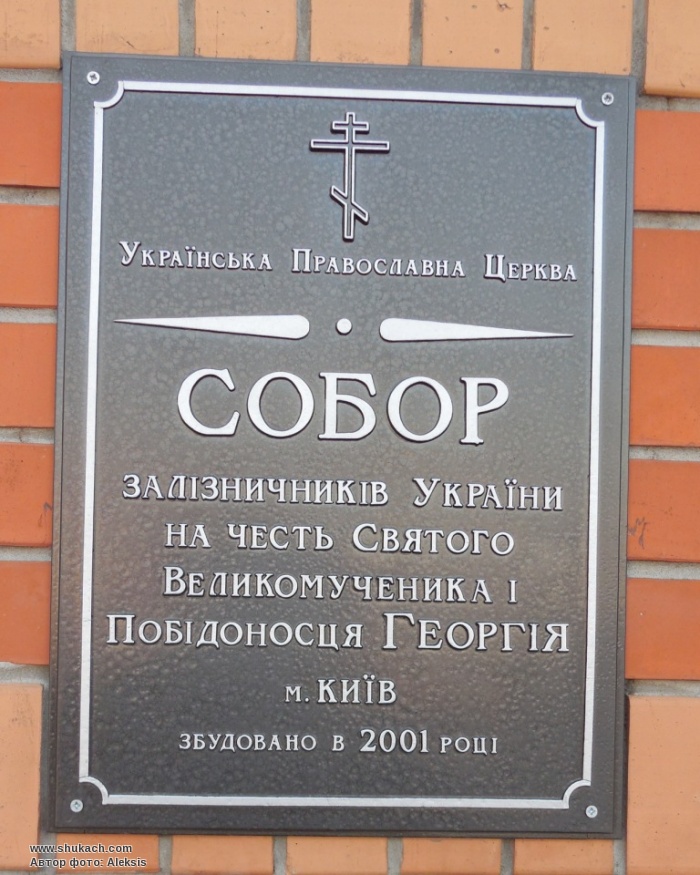 Українська Православна Церква
СОБОР
залізничників України
на честь Святого
Великомученика і
Побідоносця Георгія
м. КИЇВ
збудовано в 2001 році
www.shukach.com
Автор фото: Aleksis